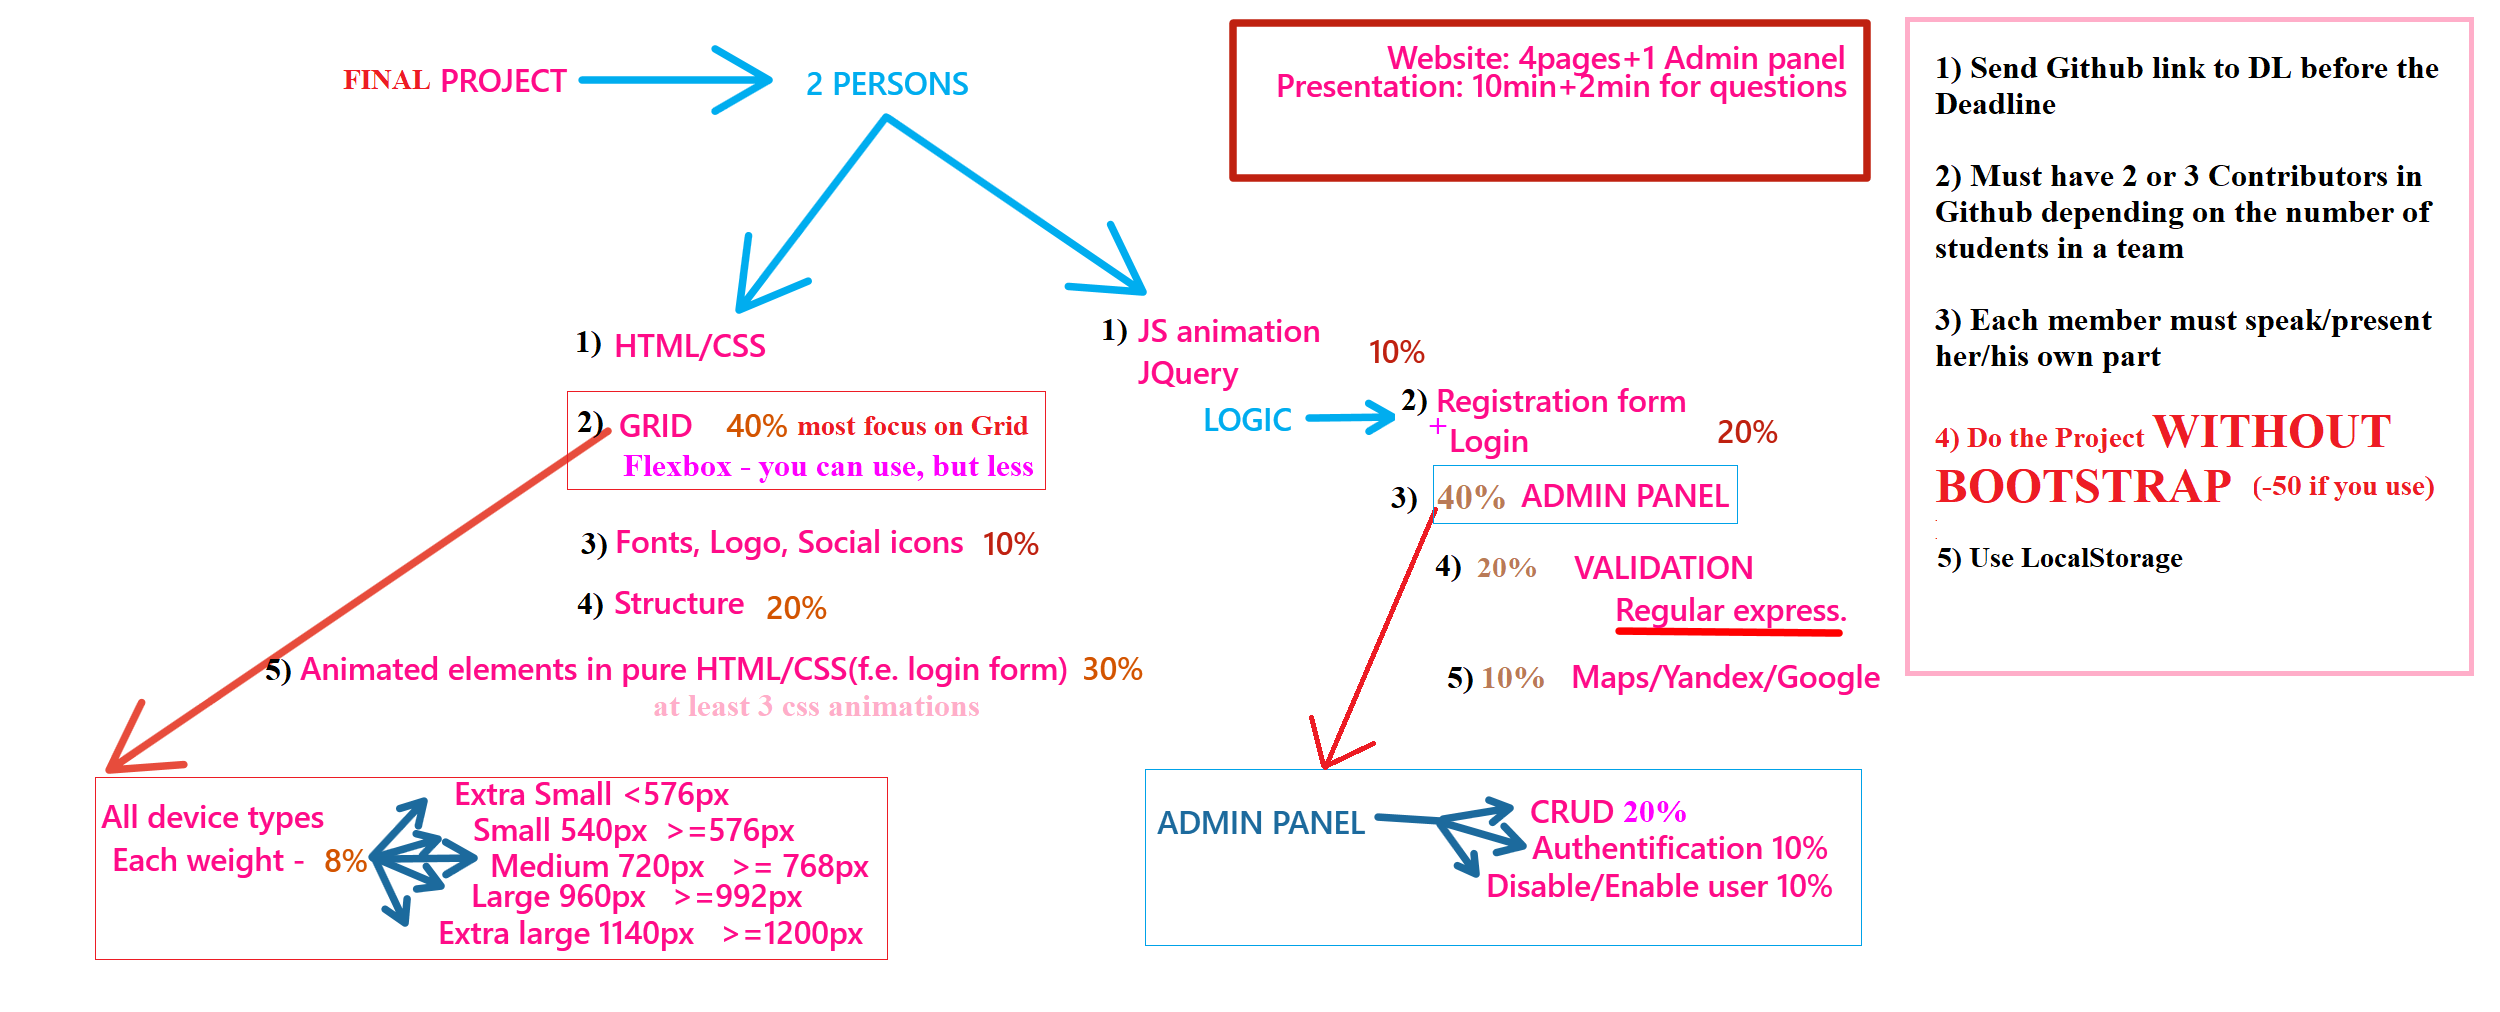 FINAL PROJECT
2 PERSONS
Website: 4pages+1 Admin panel
Presentation: 10min+2min for questions
1) HTML/CSS
2) GRID 40% most focus on Grid
Flexbox - you can use, but less
3) Fonts, Logo, Social icons 10%
4) Structure 20%
5) Animated elements in pure HTML/CSS(f.e. login form) 30%
at least 3 css animations
All device types
Each weight - 8%
Extra Small <576px
Small 540px >=576px
Medium 720px >= 768px
Large 960px >=992px
Extra large 1140px >=1200px
1) JS animation
JQuery
10%
LOGIC
2) Registration form
+ Login
20%
3) 40% ADMIN PANEL
4) 20% VALIDATION
Regular express.
5) 10% Maps/Yandex/Google
ADMIN PANEL
CRUD 20%
Authentification 10%
Disable/Enable user 10%
1) Send Github link to DL before the
Deadline
2) Must have 2 or 3 Contributors in
Github depending on the number of
students in a team
3) Each member must speak/present
her/his own part
4) Do the Project WITHOUT
BOOTSTRAP (-50 if you use)
5) Use LocalStorage